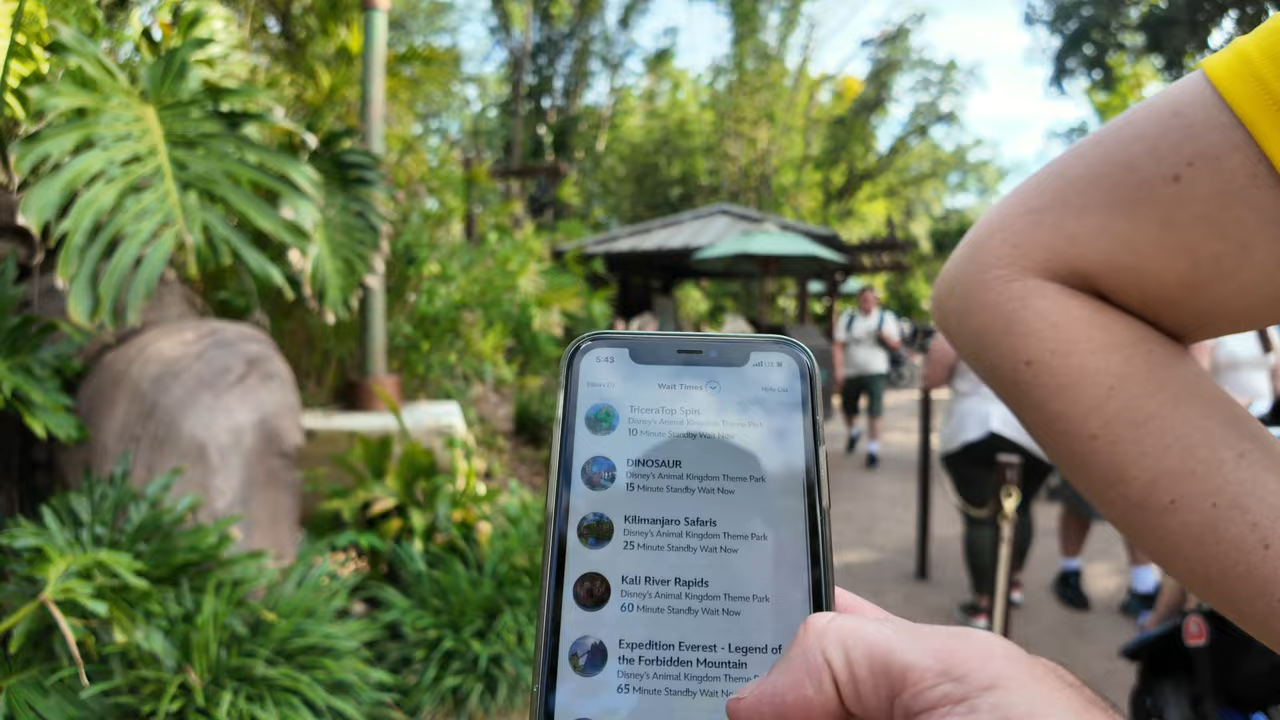 5:43
LTE
Wait Times
TriceraTop Spin
Disney's Animal Kingdom Theme Park
10 Minute Standby Wait Now
DINOSAUR
Disney's Animal Kingdom Theme Park
15 Minute Standby Wait Now
Kilimanjaro Safaris
Disney's Animal Kingdom Theme Park
25 Minute Standby Wait Now
Kali River Rapids
Disney's Animal Kingdom Theme Park
60 Minute Standby Wait Now
Expedition Everest - Legend of
the Forbidden Mountain
Disney's Animal Kingdom Theme P
65 Minute Standby Wait No